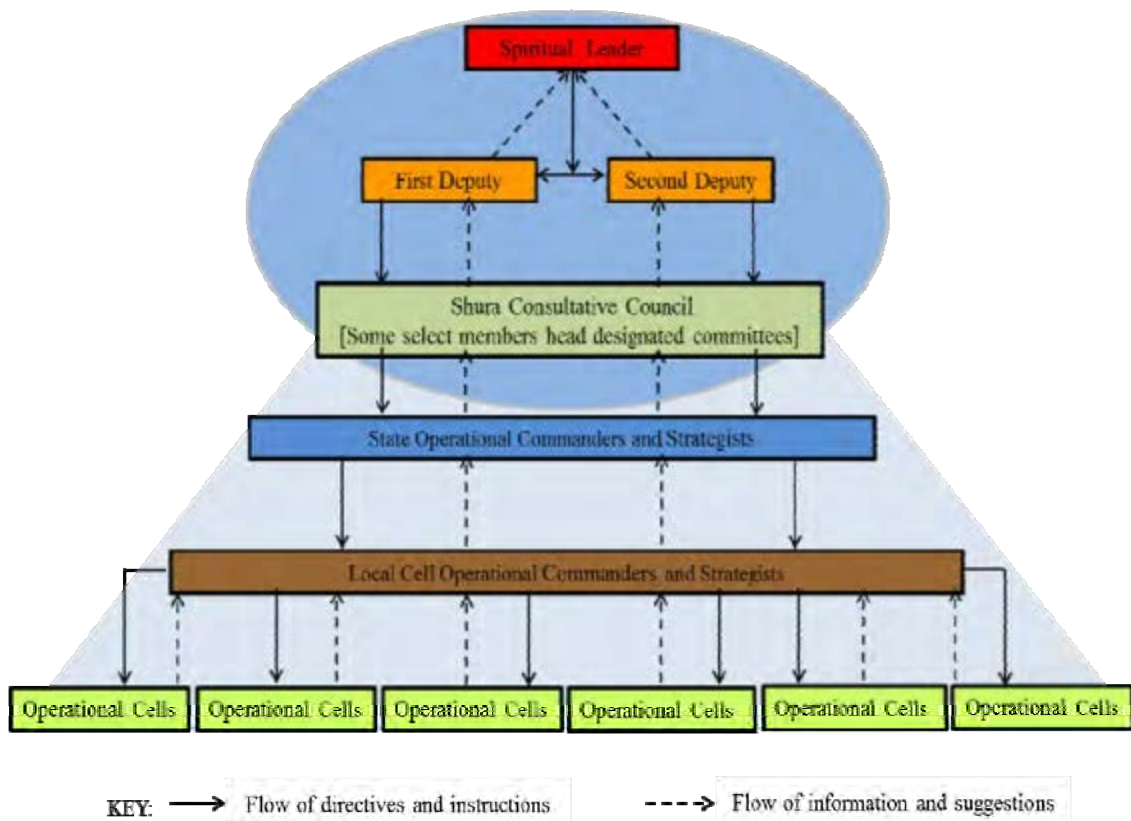 Spiritual Leader
First Deputy
Second Deputy
Shura Consultative Council
[Some select members head designated committees]
State Operational Commanders and Strategists
Local Cell Operational Commanders and Strategists
Operational Cells
Operational Cells
Operational Cells
Operational Cells
Operational Cells
Operational Cells
KEY:
Flow of directives and instructions
Flow of information and suggestions